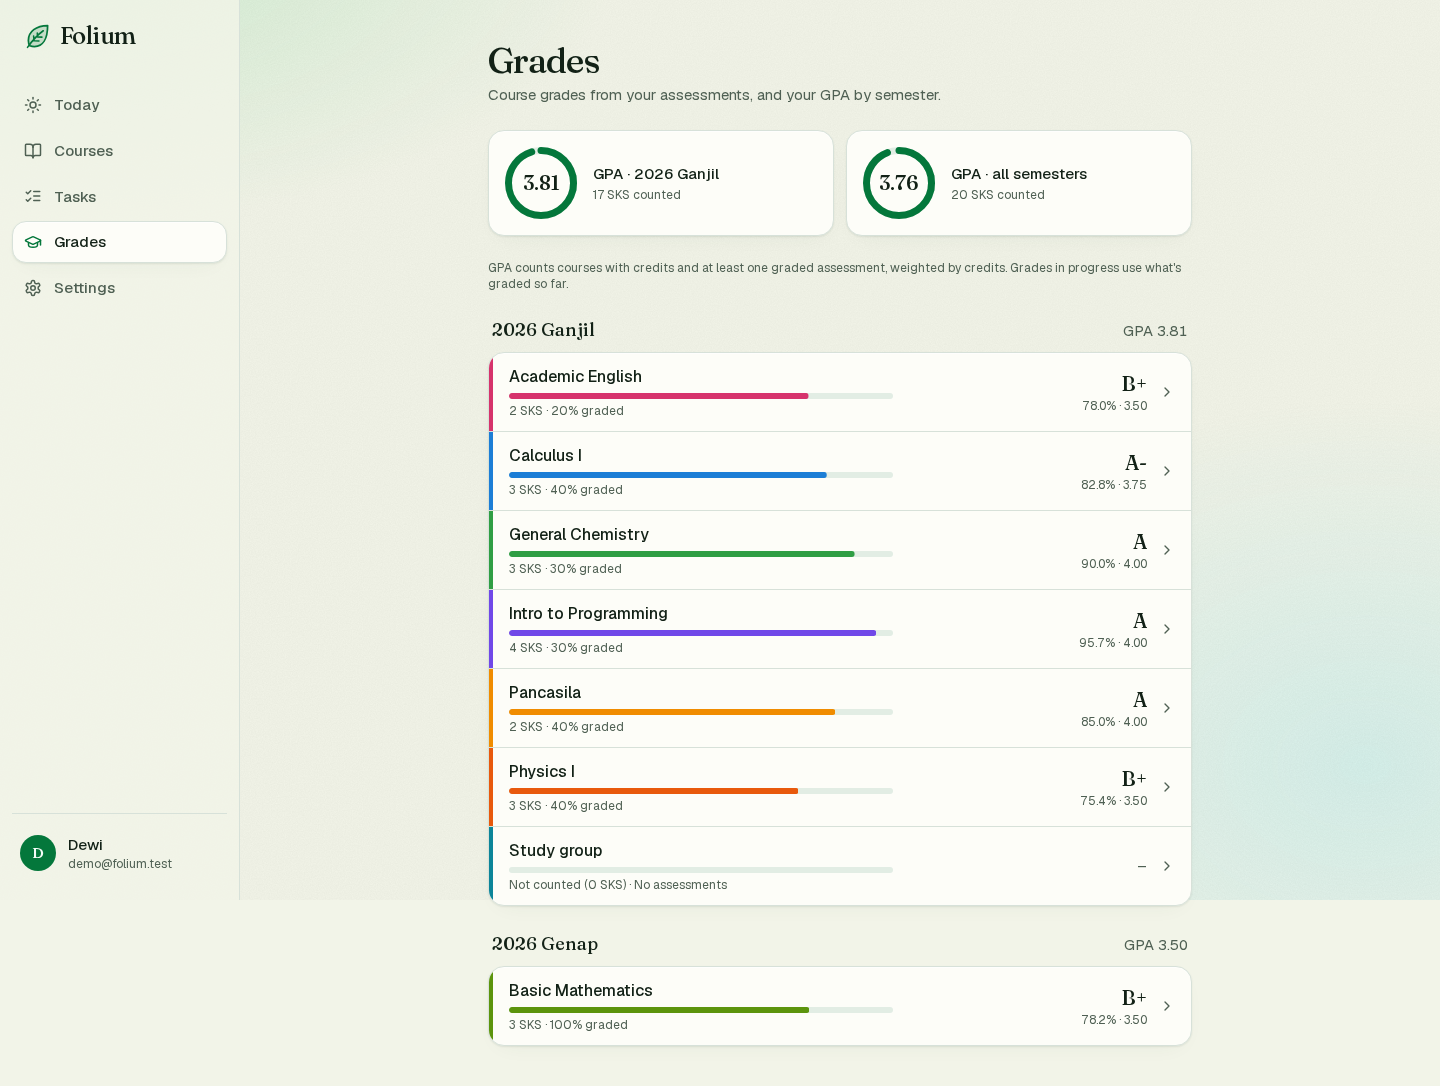 Folium
Today
Courses
Tasks
Grades
Settings
D
Dewi
demo@folium.test
Grades
Course grades from your assessments, and your GPA by semester.
3.81
GPA · 2026 Ganjil
17 SKS counted
3.76
GPA · all semesters
20 SKS counted
GPA counts courses with credits and at least one graded assessment, weighted by credits. Grades in progress use what's
graded so far.
2026 Ganjil
GPA 3.81
Academic English
2 SKS · 20% graded
B+
78.0% · 3.50
Calculus I
3 SKS · 40% graded
A-
82.8% · 3.75
General Chemistry
3 SKS · 30% graded
A
90.0% · 4.00
Intro to Programming
4 SKS · 30% graded
A
95.7% · 4.00
Pancasila
2 SKS · 40% graded
A
85.0% · 4.00
Physics I
3 SKS · 40% graded
B+
75.4% · 3.50
Study group
Not counted (0 SKS) · No assessments
–
2026 Genap
GPA 3.50
Basic Mathematics
3 SKS · 100% graded
B+
78.2% · 3.50